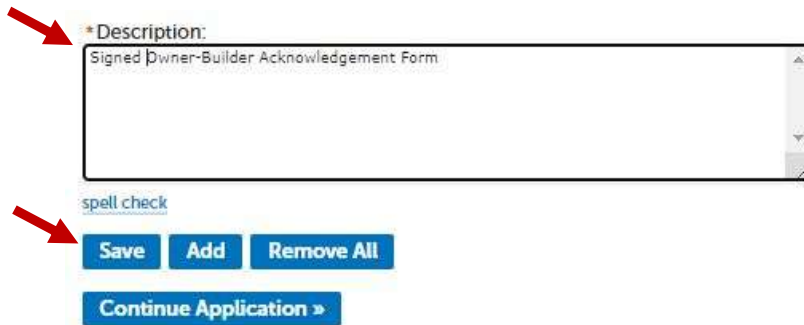 *Description:
Signed Owner-Builder Acknowledgement Form
spell check
Save Add Remove All
Continue Application »